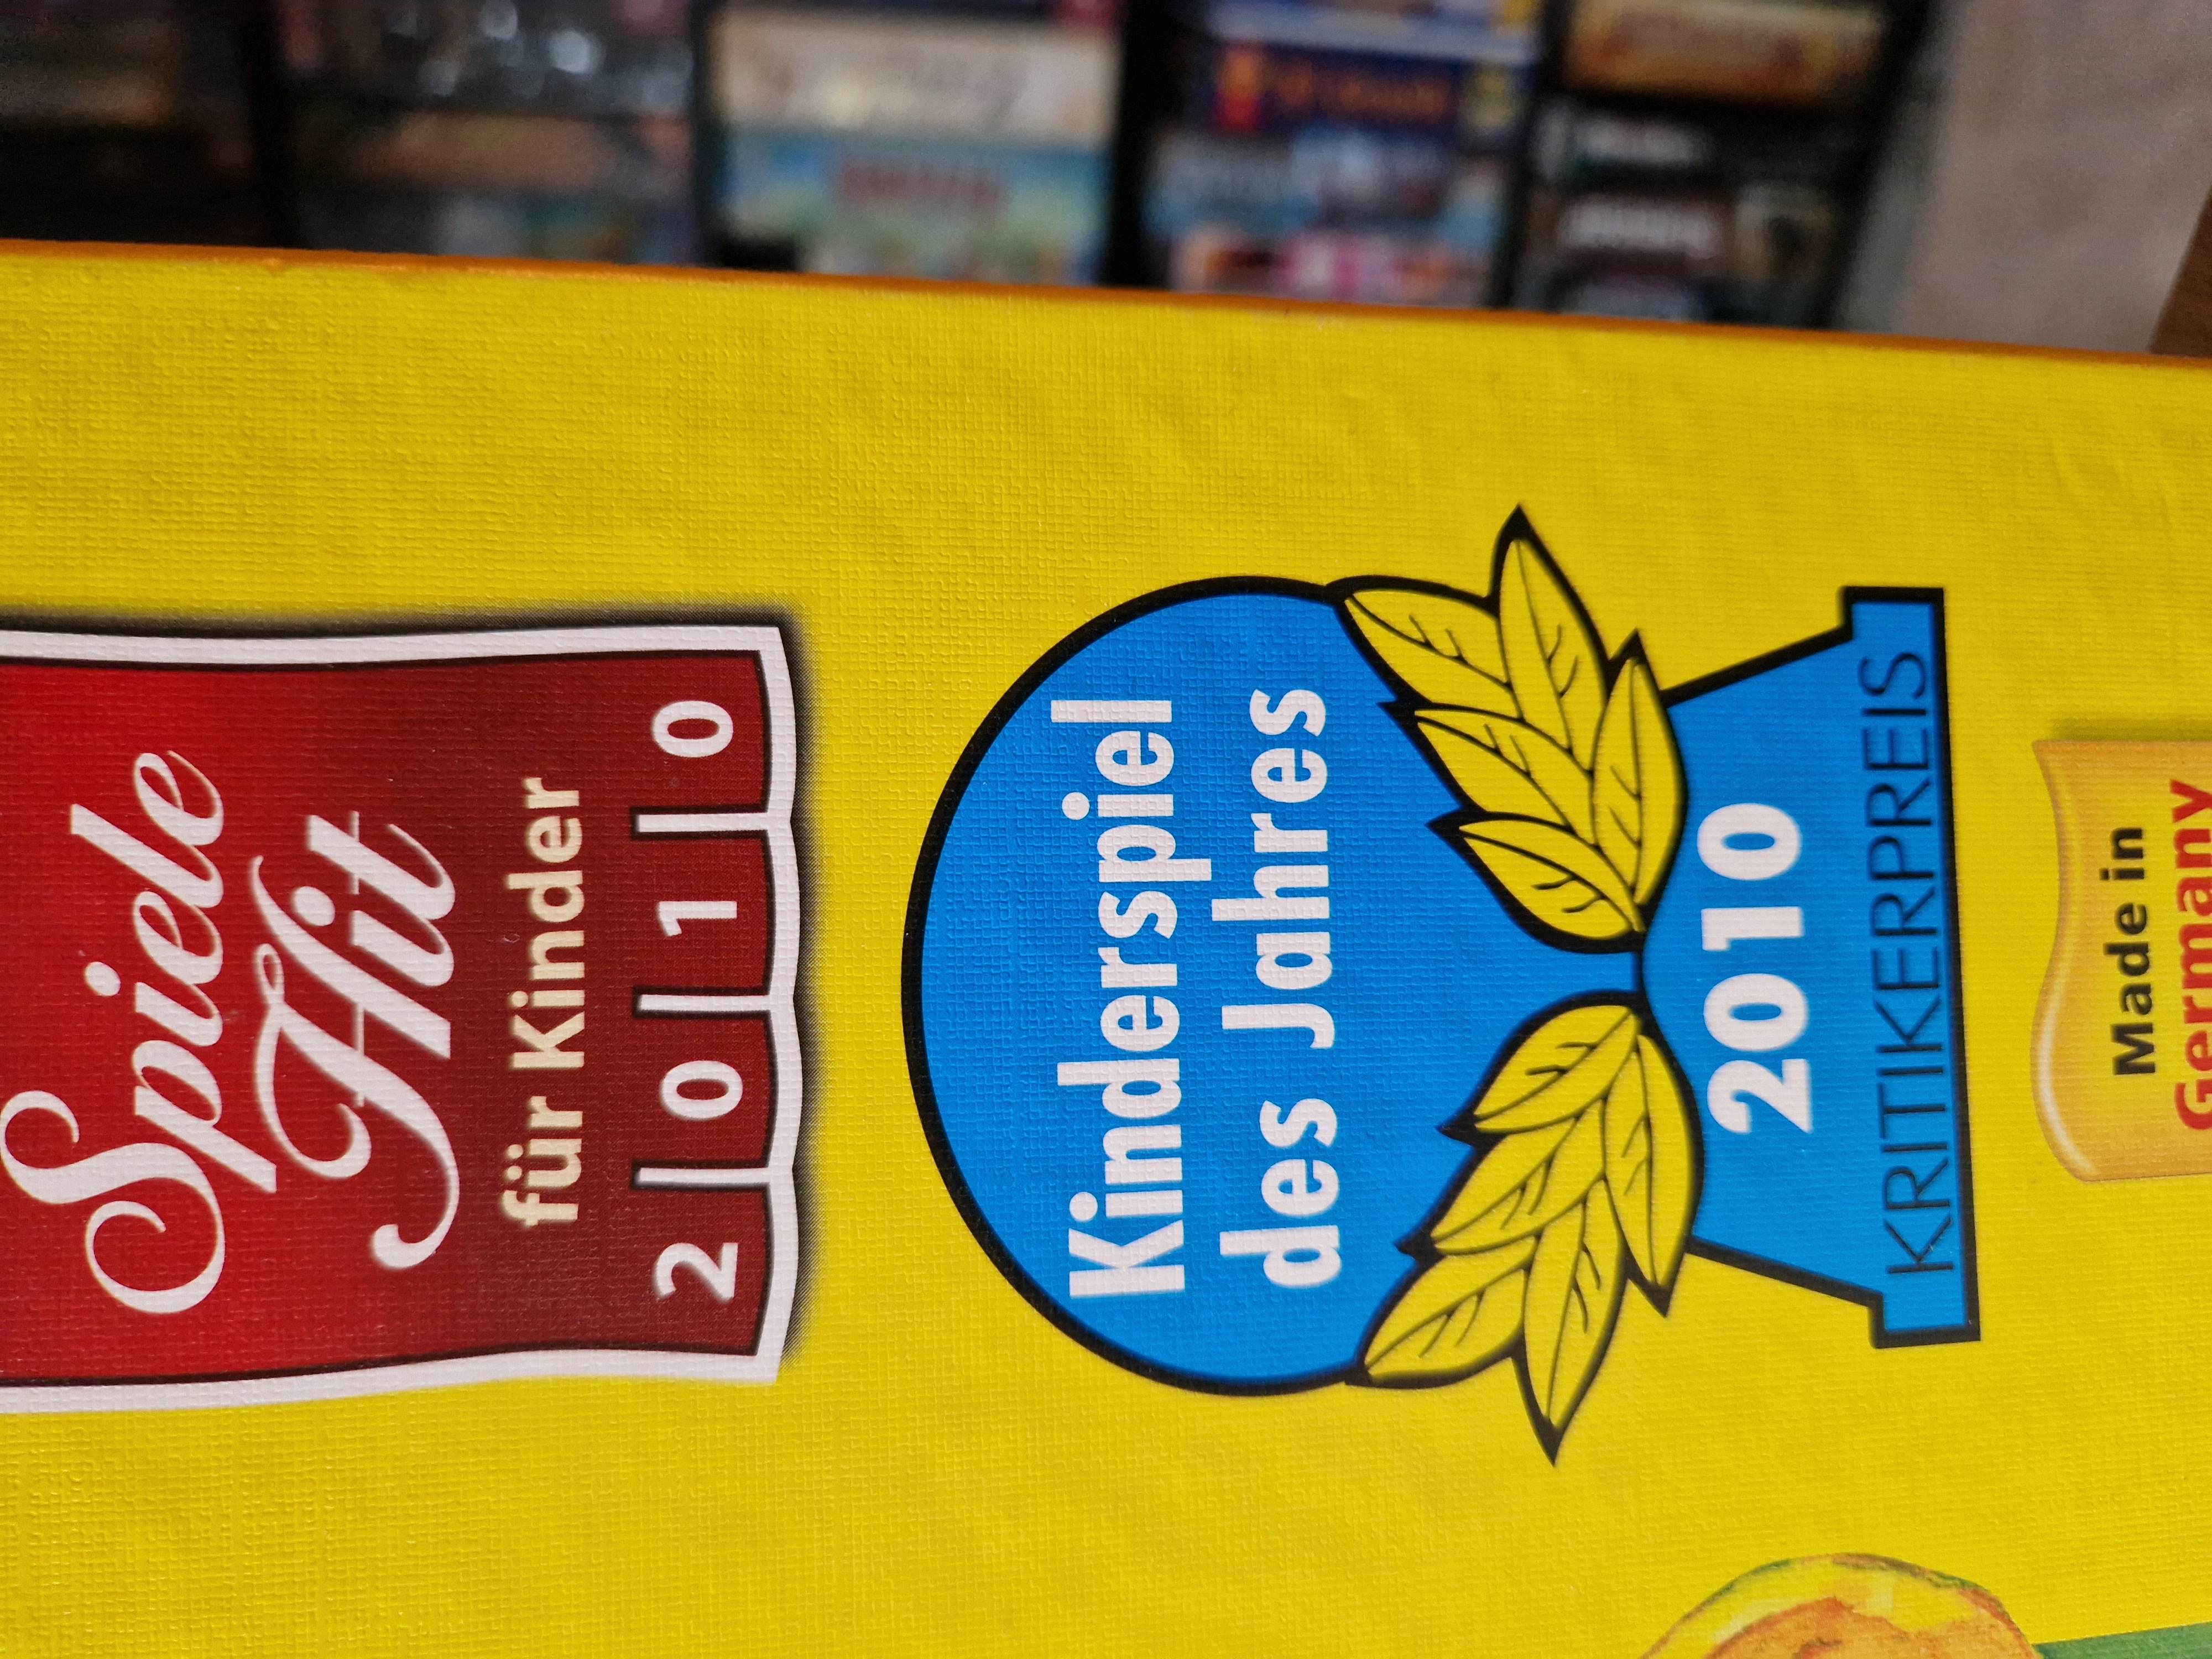 Spiele
Hit
für Kinder
2010
Kinderspiel
des Jahres
2010
KRITIKERPREIS
Made in
Germany